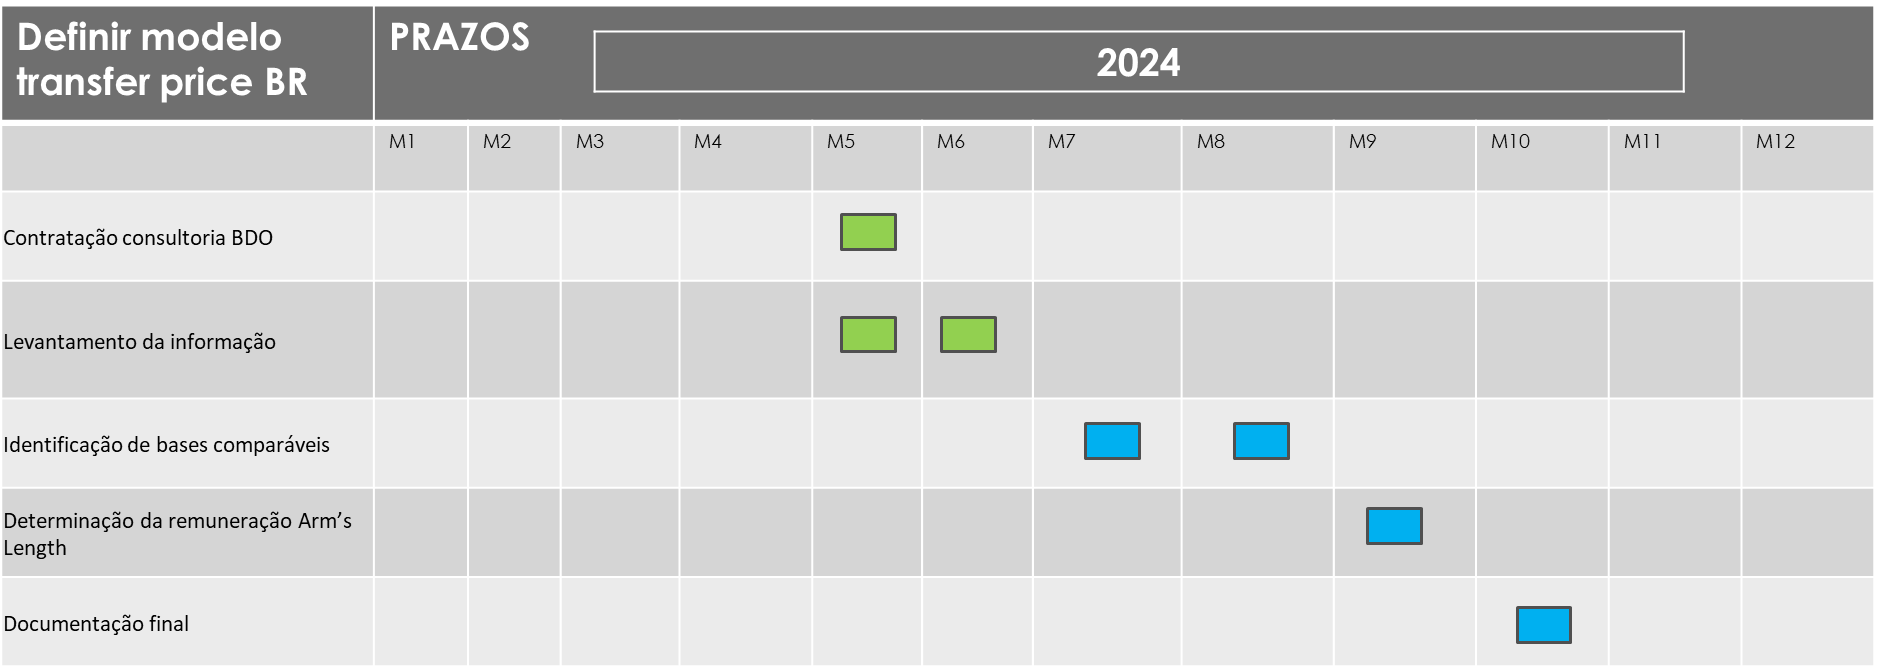 Definir modelo
transfer price BR
PRAZOS
2024
M1 M2 M3 M4 M5 M6 M7 M8 M9 M10 M11 M12
Contratação consultoria BDO
Levantamento da informação
Identificação de bases comparáveis
Determinação da remuneração Arm’s
Length
Documentação final